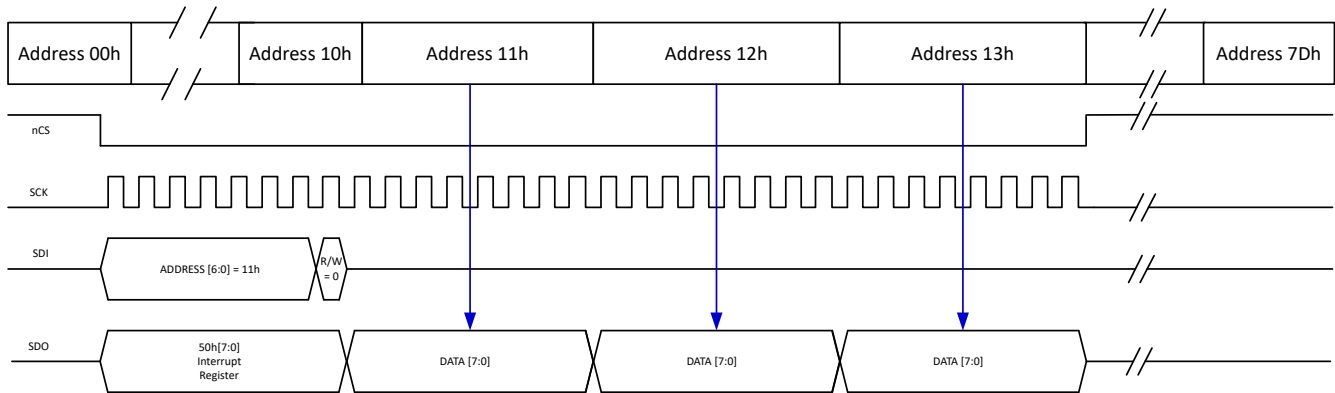 Address 00h
Address 10h
Address 11h
Address 12h
Address 13h
Address 7Dh
nCS
SCK
SDI
ADDRESS [6:0] = 11h
R/W
= 0
SDO
50h[7:0]
Interrupt
Register
DATA [7:0]
DATA [7:0]
DATA [7:0]